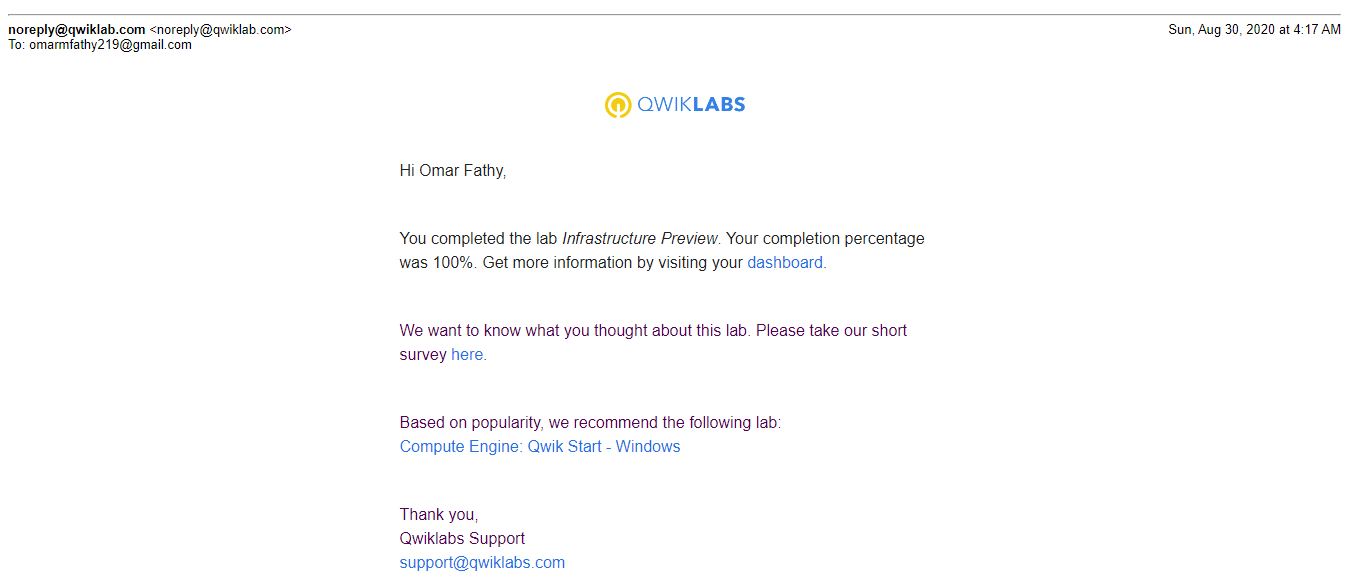 noreply@qwiklab.com <noreply@qwiklab.com>
Sun, Aug 30, 2020 at 4:17 AM
To: omarmfathy219@gmail.com
QWIKLABS
Hi Omar Fathy,
You completed the lab Infrastructure Preview. Your completion percentage
was 100%. Get more information by visiting your dashboard.
We want to know what you thought about this lab. Please take our short
survey here.
Based on popularity, we recommend the following lab:
Compute Engine: Qwik Start - Windows
Thank you,
Qwiklabs Support
support@qwiklabs.com